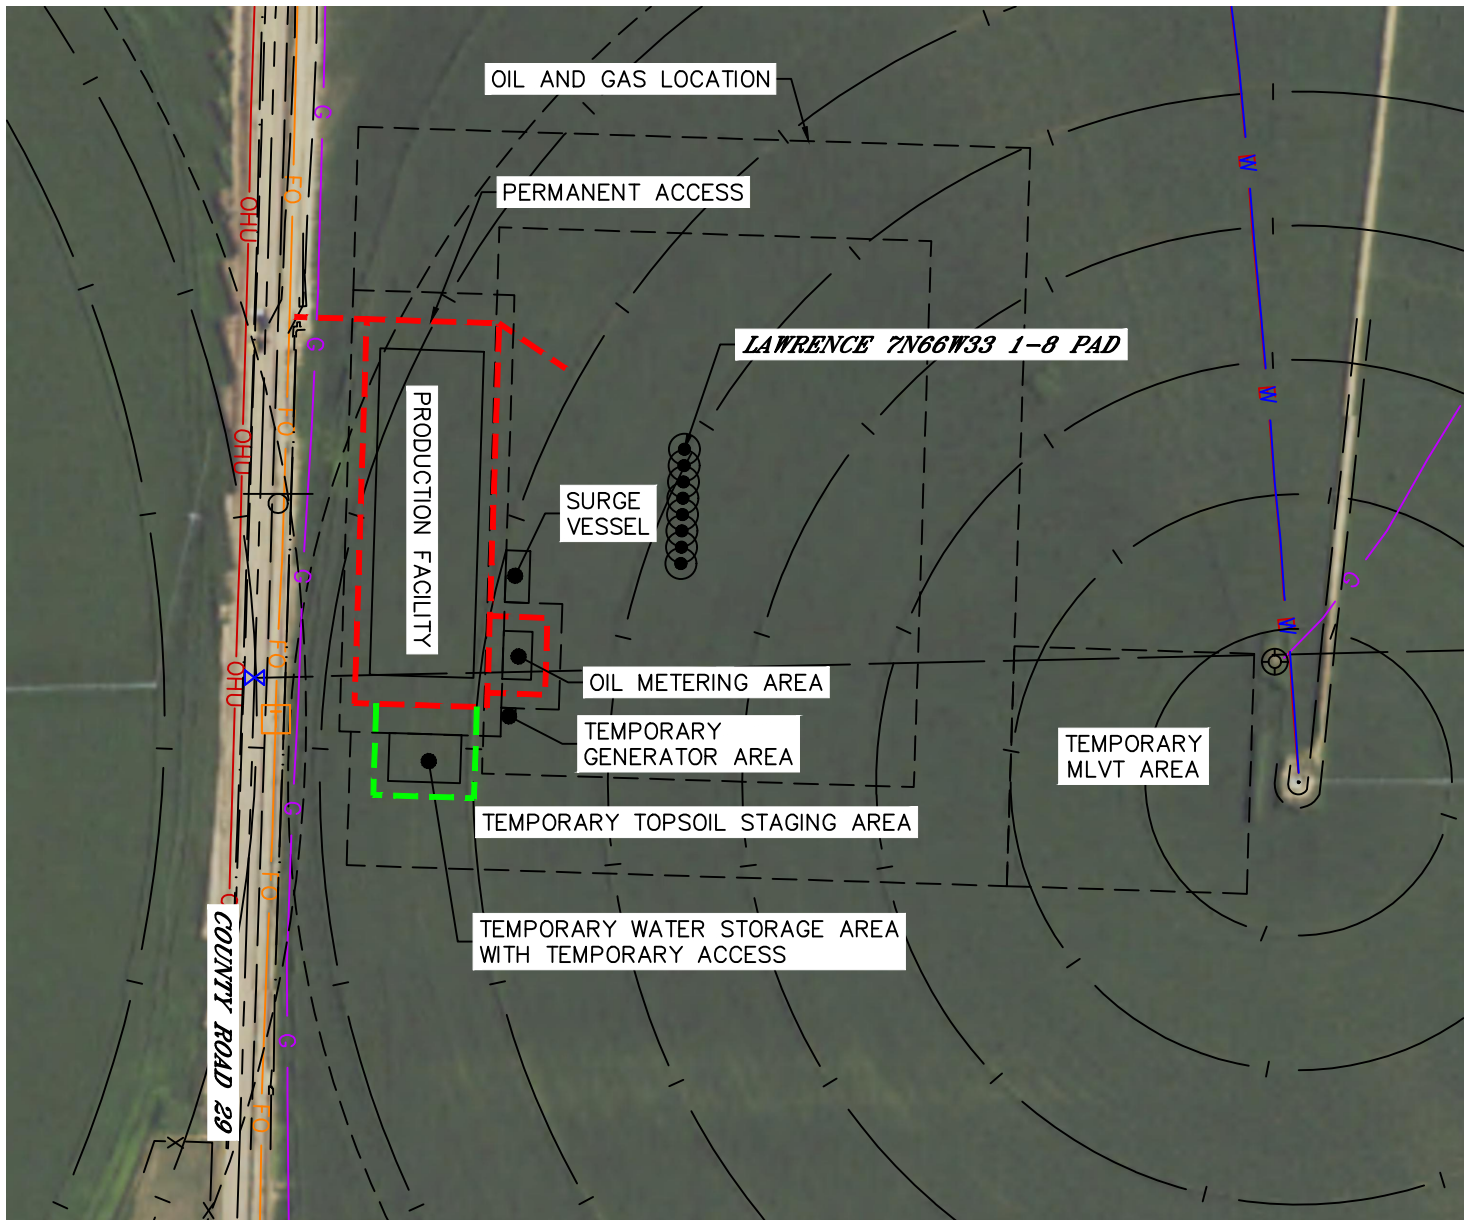 OIL AND GAS LOCATION
G
W
FO
PERMANENT ACCESS
OHU
G
LAWRENCE 7N66W33 1-8 PAD
W
PRODUCTION FACILITY
FO
OHU
SURGE
VESSEL
G
G
W
FO
OHU
OIL METERING AREA
TEMPORARY
GENERATOR AREA
TEMPORARY
MLVT AREA
G
TEMPORARY TOPSOIL STAGING AREA
FO
TEMPORARY WATER STORAGE AREA
WITH TEMPORARY ACCESS
COUNTY ROAD 29
G
FO
X
X